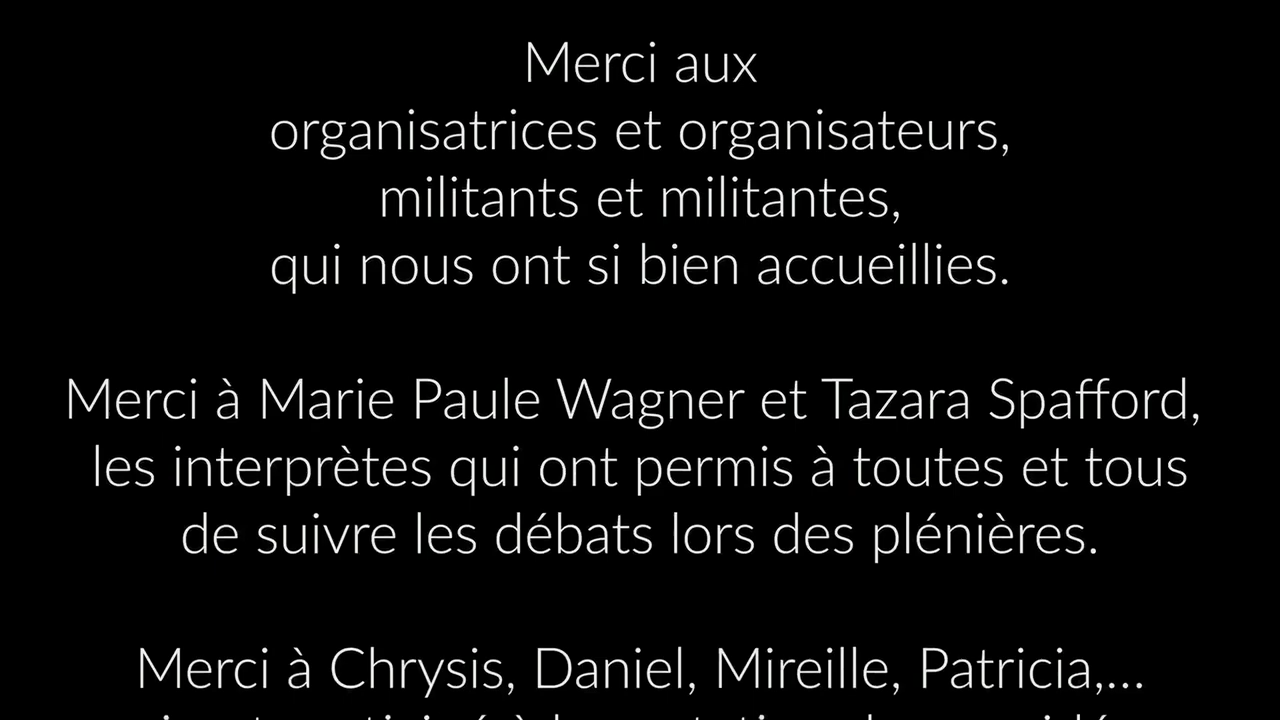 Merci aux
organisatrices et organisateurs,
militants et militantes,
qui nous ont si bien accueillies.
Merci à Marie Paule Wagner et Tazara Spafford,
les interprètes qui ont permis à toutes et tous
de suivre les débats lors des plénières.
Merci à Chrysis, Daniel, Mireille, Patricia,...